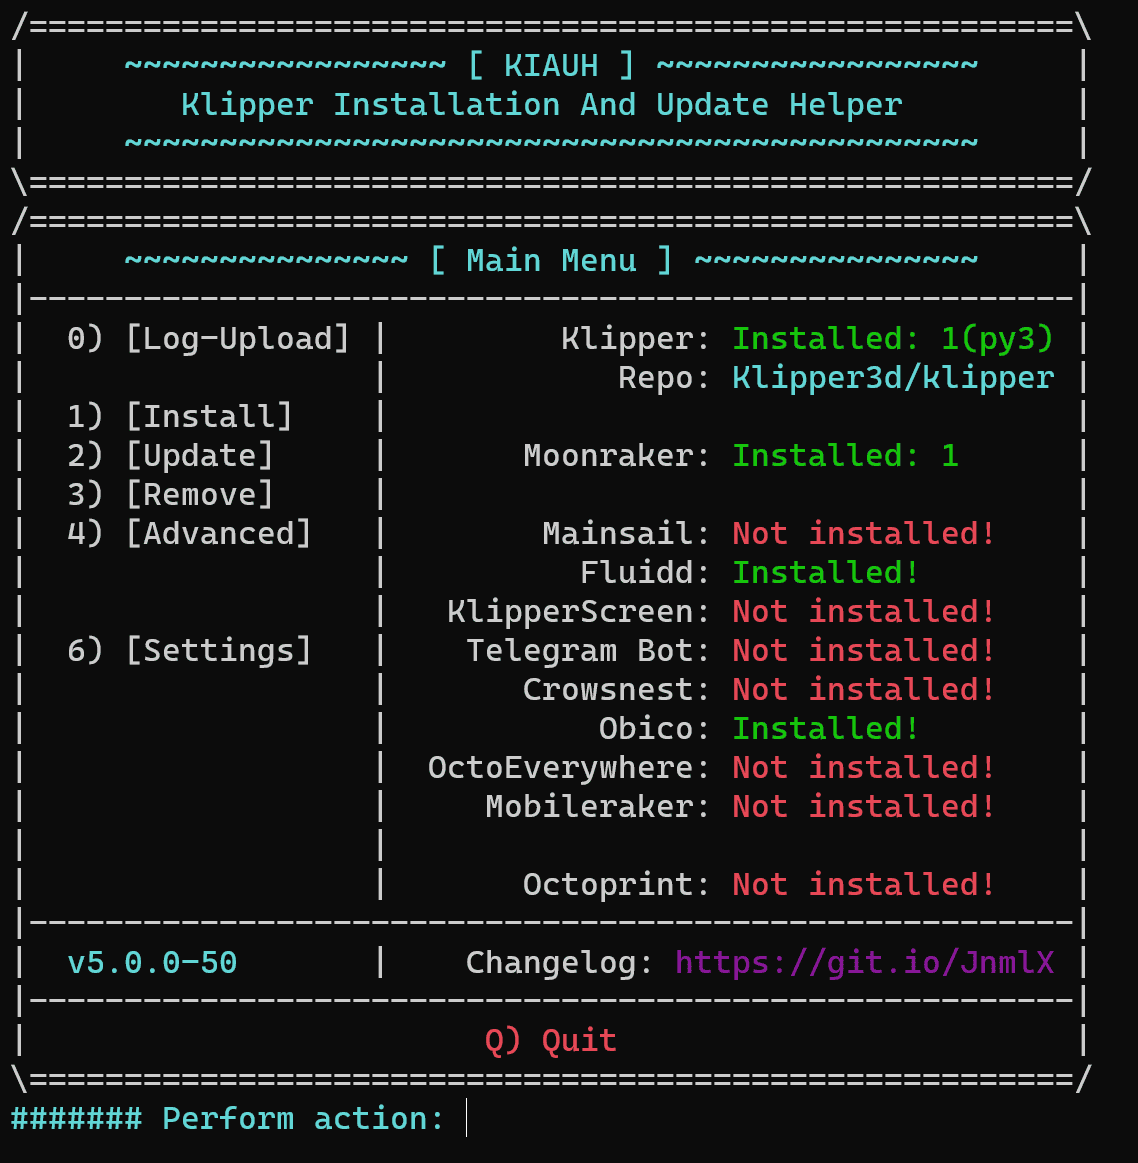 /=======================================================\
|     ~~~~~~~~~~~~~~~~~ [ KIAUH ] ~~~~~~~~~~~~~~~~~     |
|        Klipper Installation And Update Helper         |
|     ~~~~~~~~~~~~~~~~~~~~~~~~~~~~~~~~~~~~~~~~~~~~~     |
\=======================================================/
/=======================================================\
|     ~~~~~~~~~~~~~~~ [ Main Menu ] ~~~~~~~~~~~~~~~     |
|-------------------------------------------------------|
|  0) [Log-Upload] |         Klipper: Installed: 1(py3) |
|                  |            Repo: Klipper3d/klipper |
|  1) [Install]    |                                    |
|  2) [Update]     |       Moonraker: Installed: 1      |
|  3) [Remove]     |                                    |
|  4) [Advanced]   |        Mainsail: Not installed!    |
|                  |          Fluidd: Installed!        |
|                  |   KlipperScreen: Not installed!    |
|  6) [Settings]   |    Telegram Bot: Not installed!    |
|                  |       Crowsnest: Not installed!    |
|                  |           Obico: Installed!        |
|                  |  OctoEverywhere: Not installed!    |
|                  |     Mobileraker: Not installed!    |
|                  |                                    |
|                  |       Octoprint: Not installed!    |
|-------------------------------------------------------|
|  v5.0.0-50       |    Changelog: https://git.io/JnmlX |
|-------------------------------------------------------|
|                        Q) Quit                        |
\=======================================================/
####### Perform action: